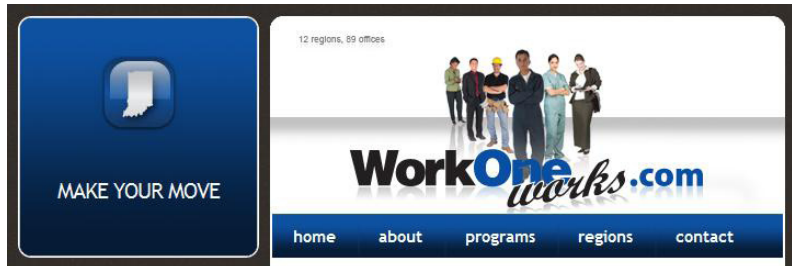 12 regions, 89 offices
MAKE YOUR MOVE
WorkOne works.com
home about programs regions contact